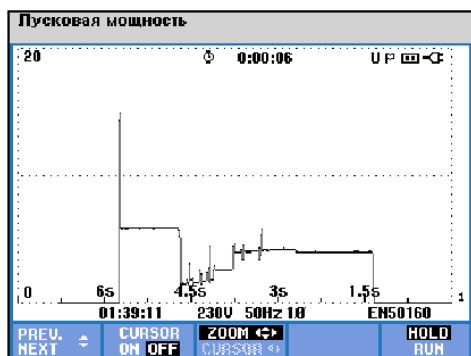 Пусковая мощность
20 0:00:06 U
0 6s 4.5s 3s 1.5s 1
01:39:11 230V 50Hz 1Ø EN50160
PREV. NEXT CURSOR ON OFF ZOOM CURSOR HOLD RUN